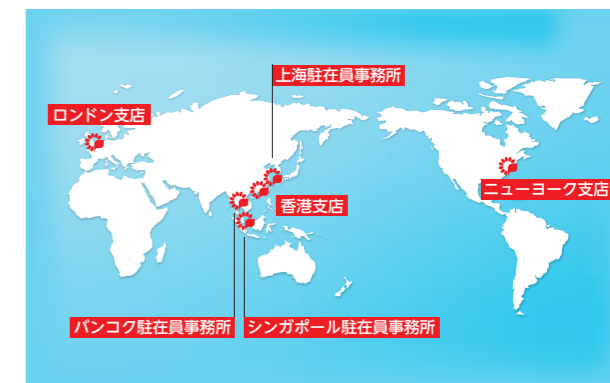 上海駐在員事務所
ロンドン支店
ニューヨーク支店
香港支店
バンコク駐在員事務所
シンガポール駐在員事務所